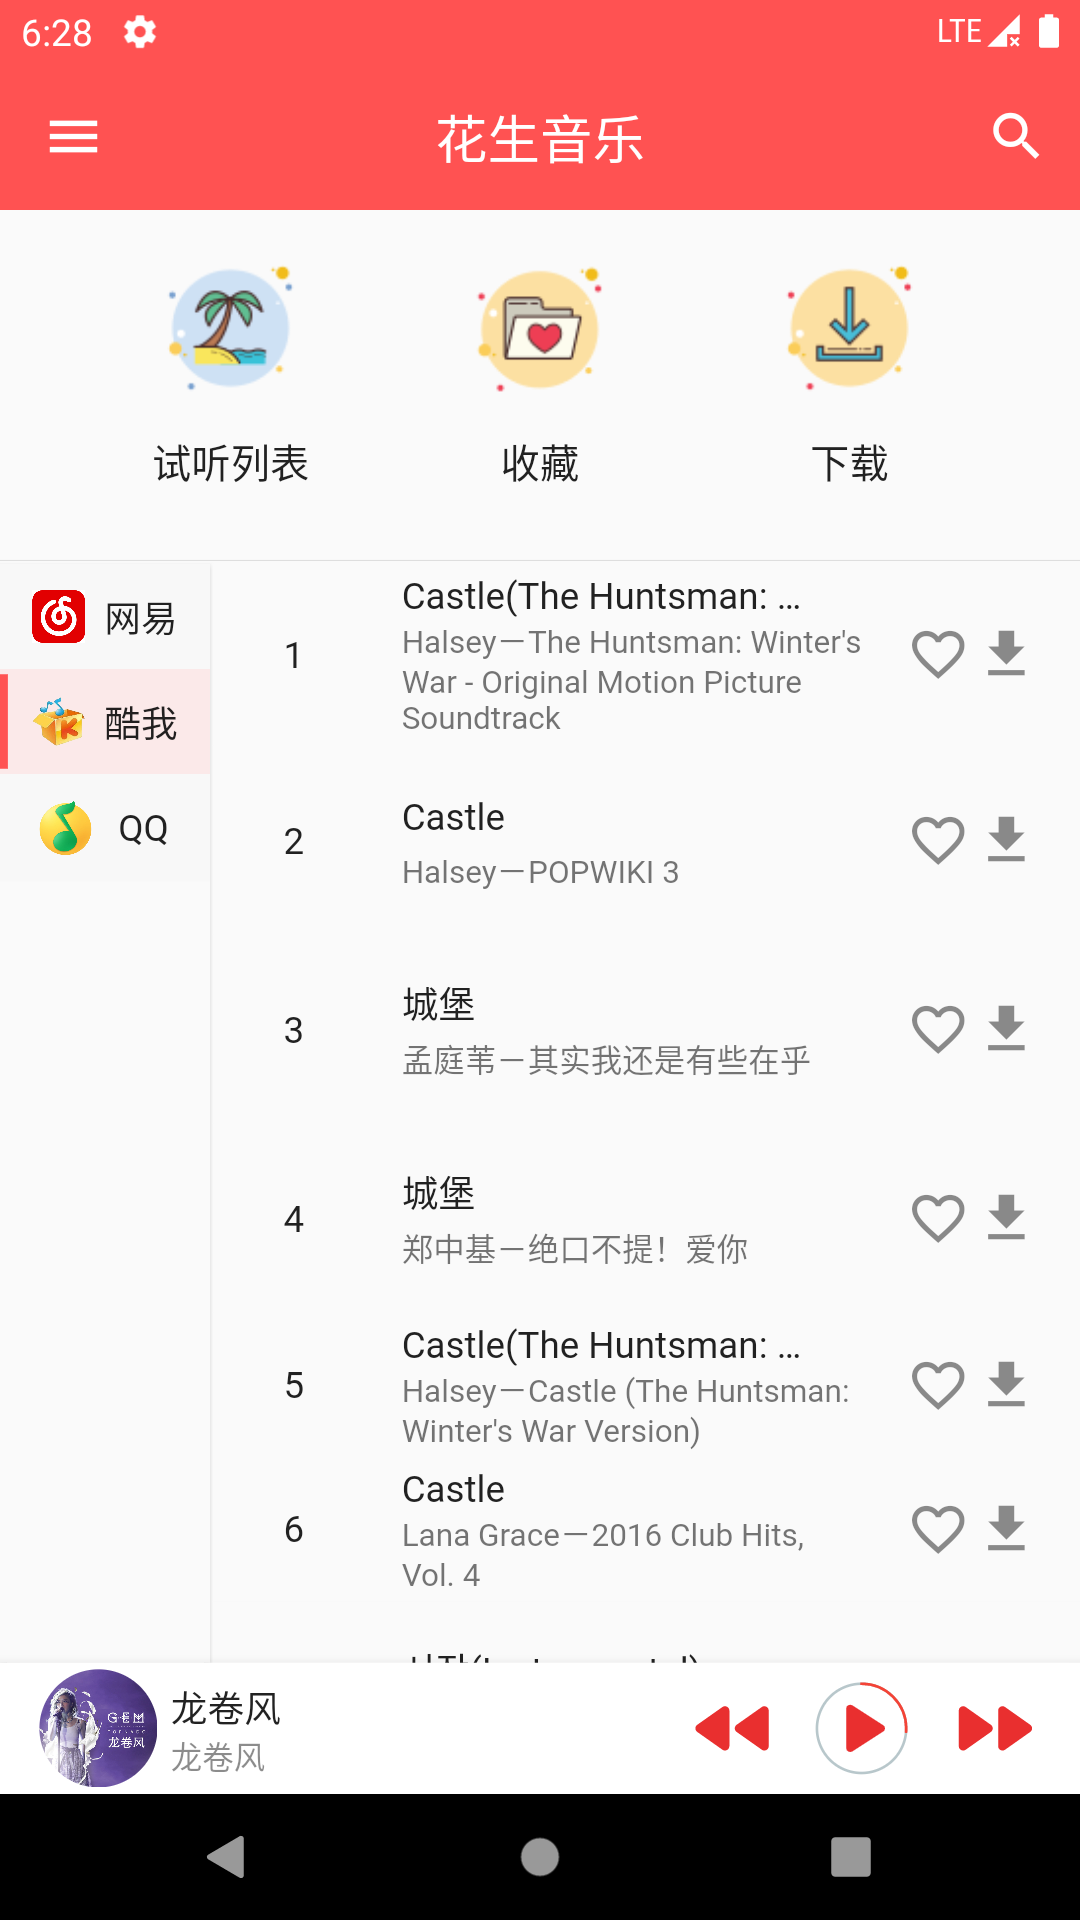 6:28
LTE
花生音乐
试听列表
收藏
下载
网易
酷我
QQ
1
Castle(The Huntsman: ...
Halsey－The Huntsman: Winter's
War - Original Motion Picture
Soundtrack
2
Castle
Halsey－POPWIKI 3
3
城堡
孟庭苇－其实我还是有些在乎
4
城堡
郑中基－绝口不提！爱你
5
Castle(The Huntsman: ...
Halsey－Castle (The Huntsman:
Winter's War Version)
6
Castle
Lana Grace－2016 Club Hits,
Vol. 4
G.E.M
龙卷风
龙卷风
龙卷风